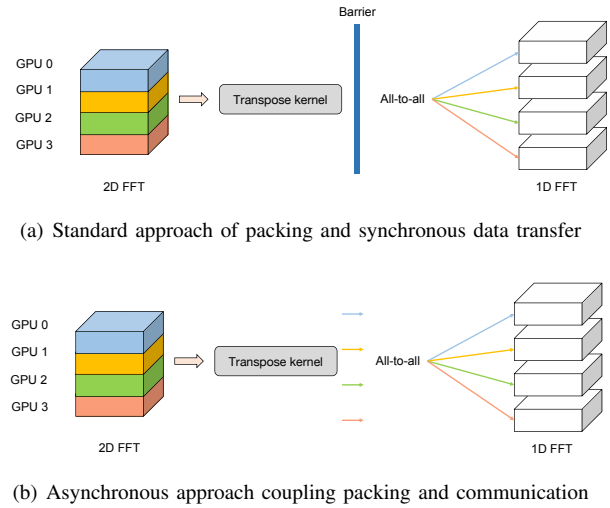 Barrier
GPU 0
GPU 1
GPU 2
GPU 3
Transpose kernel
All-to-all
2D FFT
1D FFT
(a) Standard approach of packing and synchronous data transfer
GPU 0
GPU 1
GPU 2
GPU 3
Transpose kernel
All-to-all
2D FFT
1D FFT
(b) Asynchronous approach coupling packing and communication